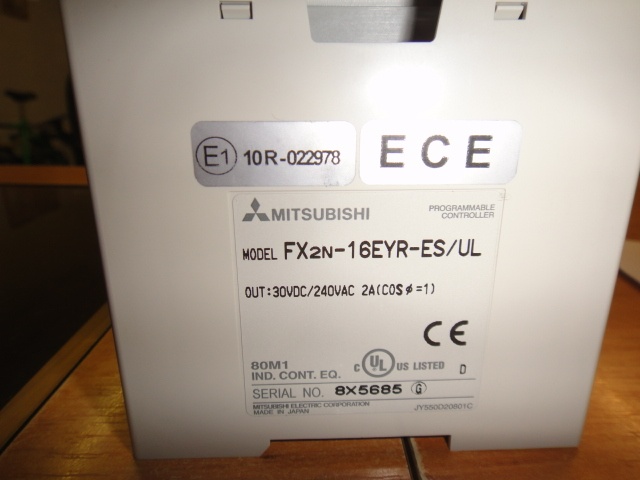 E1 10R-022978
ECE
MITSUBISHI
PROGRAMMABLE
CONTROLLER
MODEL FX2N-16EYR-ES/UL
OUT:30VDC/240VAC 2A(COSφ=1)
CE
80M1
IND. CONT. EQ.
C UL US LISTED D
SERIAL NO. 8X5685 G
MITSUBISHI ELECTRIC CORPORATION
MADE IN JAPAN
JY550D20801C